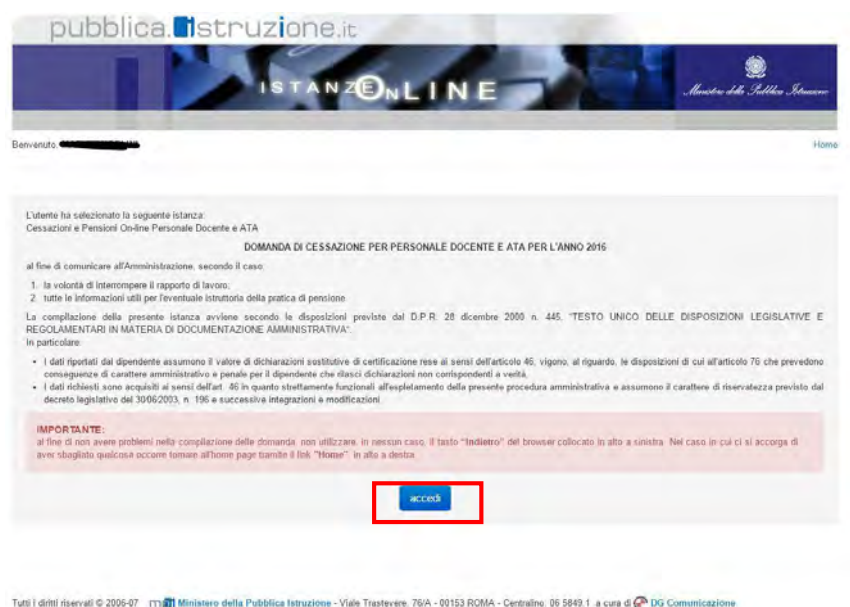 pubblica.istruzione.it
ISTANZE ONLINE
Ministero della Pubblica Istruzione
Benvenuto,
Home
L'utente ha selezionato la seguente istanza:
Cessazioni e Pensioni On-line Personale Docente e ATA
DOMANDA DI CESSAZIONE PER PERSONALE DOCENTE E ATA PER L'ANNO 2016
al fine di comunicare all'Amministrazione, secondo il caso:
1. la volontà di interrompere il rapporto di lavoro;
2. tutte le informazioni utili per l'eventuale istruttoria della pratica di pensione
La compilazione della presente istanza avviene secondo le disposizioni previste dal D.P.R. 28 dicembre 2000 n. 445, "TESTO UNICO DELLE DISPOSIZIONI LEGISLATIVE E
REGOLAMENTARI IN MATERIA DI DOCUMENTAZIONE AMMINISTRATIVA".
In particolare:
• I dati riportati dal dipendente assumono il valore di dichiarazioni sostitutive di certificazione rese ai sensi dell'articolo 46, vigono, al riguardo, le disposizioni di cui all'articolo 76 che prevedono
conseguenze di carattere amministrativo e penale per il dipendente che rilasci dichiarazioni non corrispondenti a verità.
• I dati richiesti sono acquisiti ai sensi dell'art. 46 in quanto strettamente funzionali all'espletamento della presente procedura amministrativa e assumono il carattere di riservatezza previsto dal
decreto legislativo del 30/06/2003, n. 196 e successive integrazioni e modificazioni.
IMPORTANTE:
al fine di non avere problemi nella compilazione delle domanda, non utilizzare, in nessun caso, il tasto "Indietro" del browser collocato in alto a sinistra. Nel caso in cui ci si accorga di
aver sbagliato qualcosa occorre tornare all'home page tramite il link "Home", in alto a destra
accedi
Tutti i diritti riservati © 2006-07 mpi Ministero della Pubblica Istruzione - Viale Trastevere, 76/A - 00153 ROMA - Centralino: 06 5849.1 a cura di DG Comunicazione